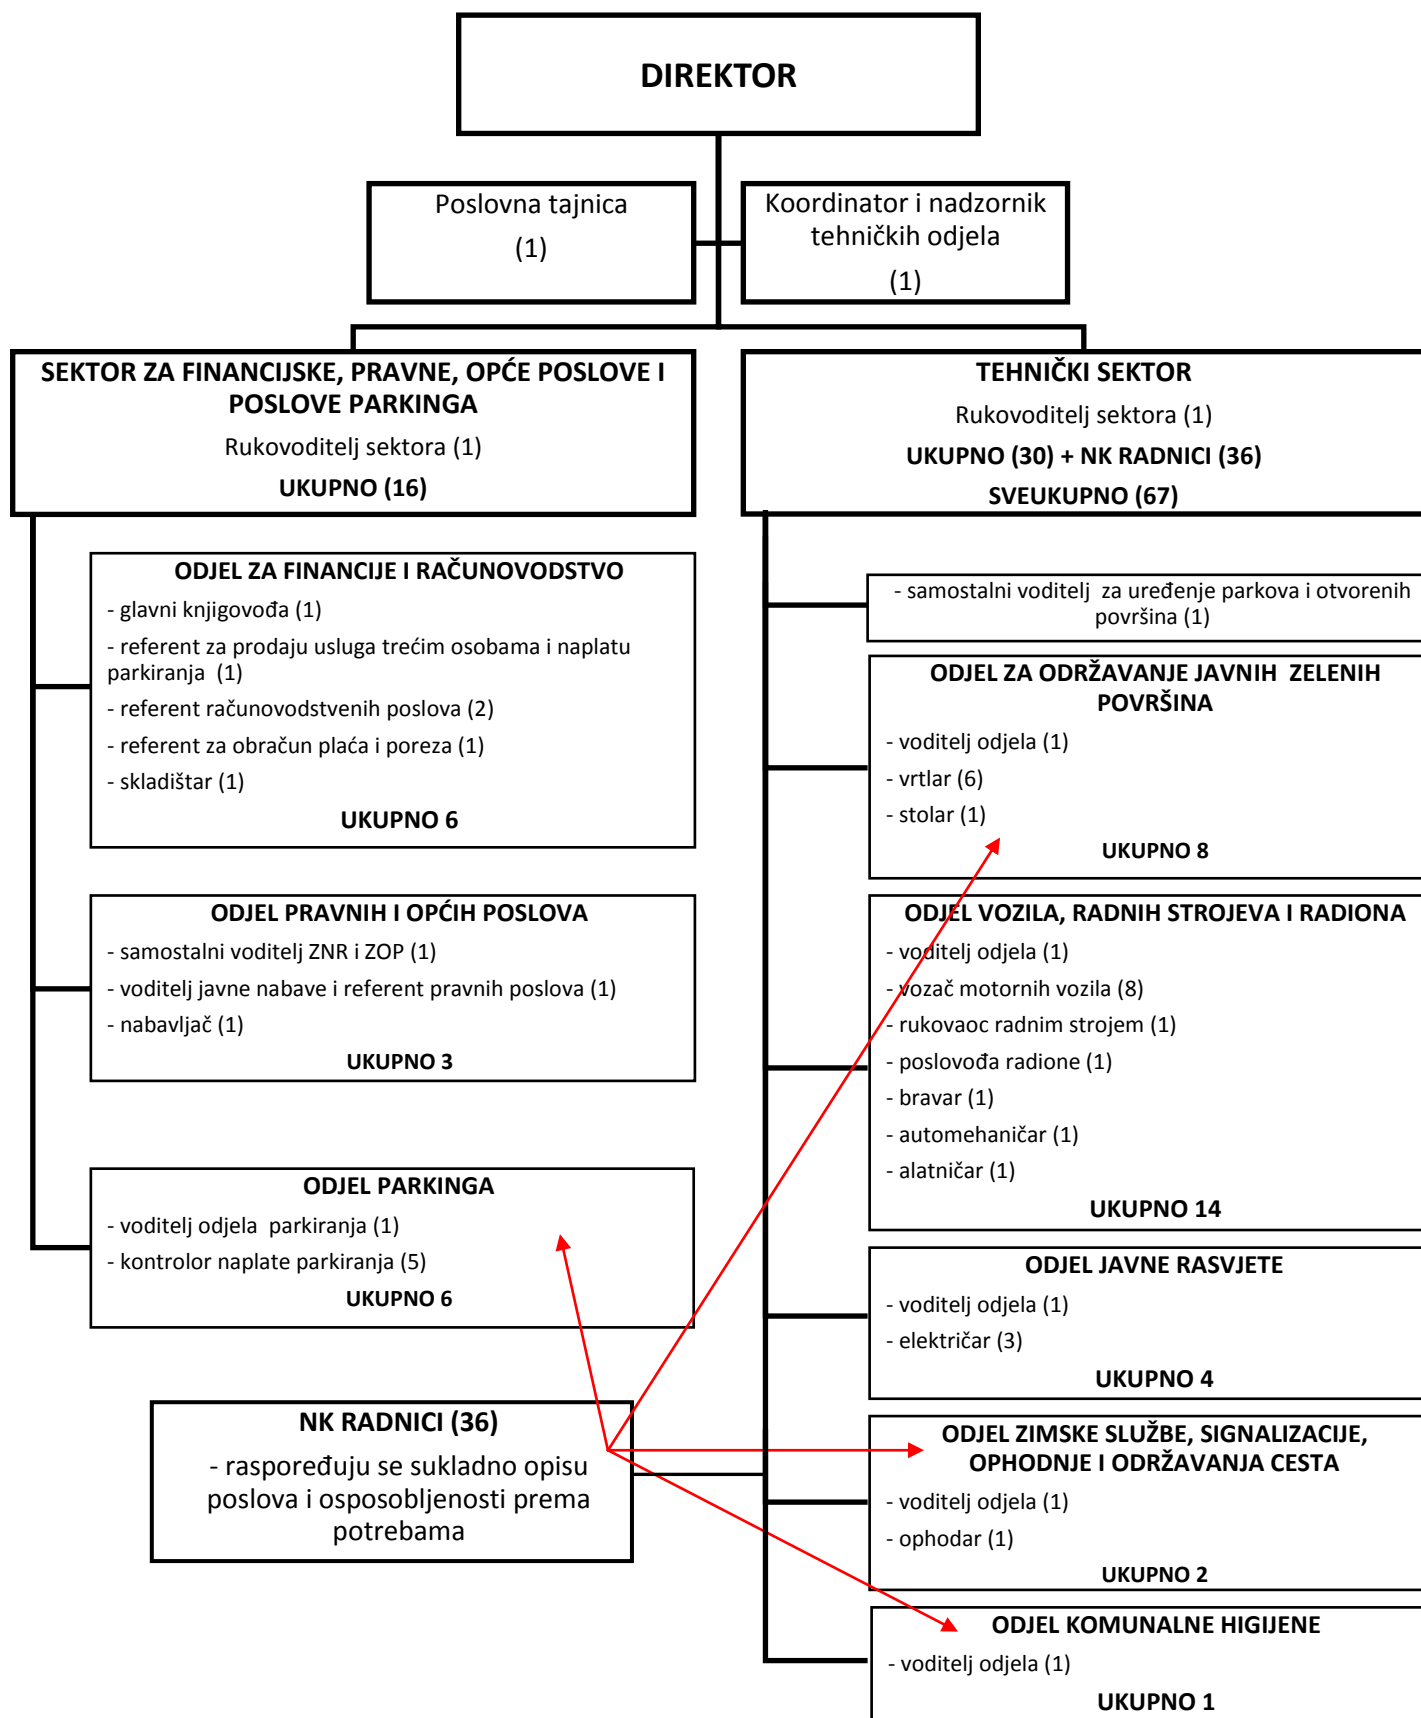 DIREKTOR
Poslovna tajnica
(1)
Koordinator i nadzornik
tehničkih odjela
(1)
SEKTOR ZA FINANCIJSKE, PRAVNE, OPĆE POSLOVE I
POSLOVE PARKINGA
Rukovoditelj sektora (1)
UKUPNO (16)
TEHNIČKI SEKTOR
Rukovoditelj sektora (1)
UKUPNO (30) + NK RADNICI (36)
SVEUKUPNO (67)
ODJEL ZA FINANCIJE I RAČUNOVODSTVO
- glavni knjigovođa (1)
- referent za prodaju usluga trećim osobama i naplatu
parkiranja (1)
- referent računovodstvenih poslova (2)
- referent za obračun plaća i poreza (1)
- skladištar (1)
UKUPNO 6
ODJEL PRAVNIH I OPĆIH POSLOVA
- samostalni voditelj ZNR i ZOP (1)
- voditelj javne nabave i referent pravnih poslova (1)
- nabavljač (1)
UKUPNO 3
ODJEL PARKINGA
- voditelj odjela parkiranja (1)
- kontrolor naplate parkiranja (5)
UKUPNO 6
NK RADNICI (36)
- raspoređuju se sukladno opisu
poslova i osposobljenosti prema
potrebama
- samostalni voditelj za uređenje parkova i otvorenih
površina (1)
ODJEL ZA ODRŽAVANJE JAVNIH ZELENIH
POVRŠINA
- voditelj odjela (1)
- vrtlar (6)
- stolar (1)
UKUPNO 8
ODJEL VOZILA, RADNIH STROJEVA I RADIONA
- voditelj odjela (1)
- vozač motornih vozila (8)
- rukovaoc radnim strojem (1)
- poslovođa radione (1)
- bravar (1)
- automehaničar (1)
- alatničar (1)
UKUPNO 14
ODJEL JAVNE RASVJETE
- voditelj odjela (1)
- električar (3)
UKUPNO 4
ODJEL ZIMSKE SLUŽBE, SIGNALIZACIJE,
OPHODNJE I ODRŽAVANJA CESTA
- voditelj odjela (1)
- ophodar (1)
UKUPNO 2
ODJEL KOMUNALNE HIGIJENE
- voditelj odjela (1)
UKUPNO 1